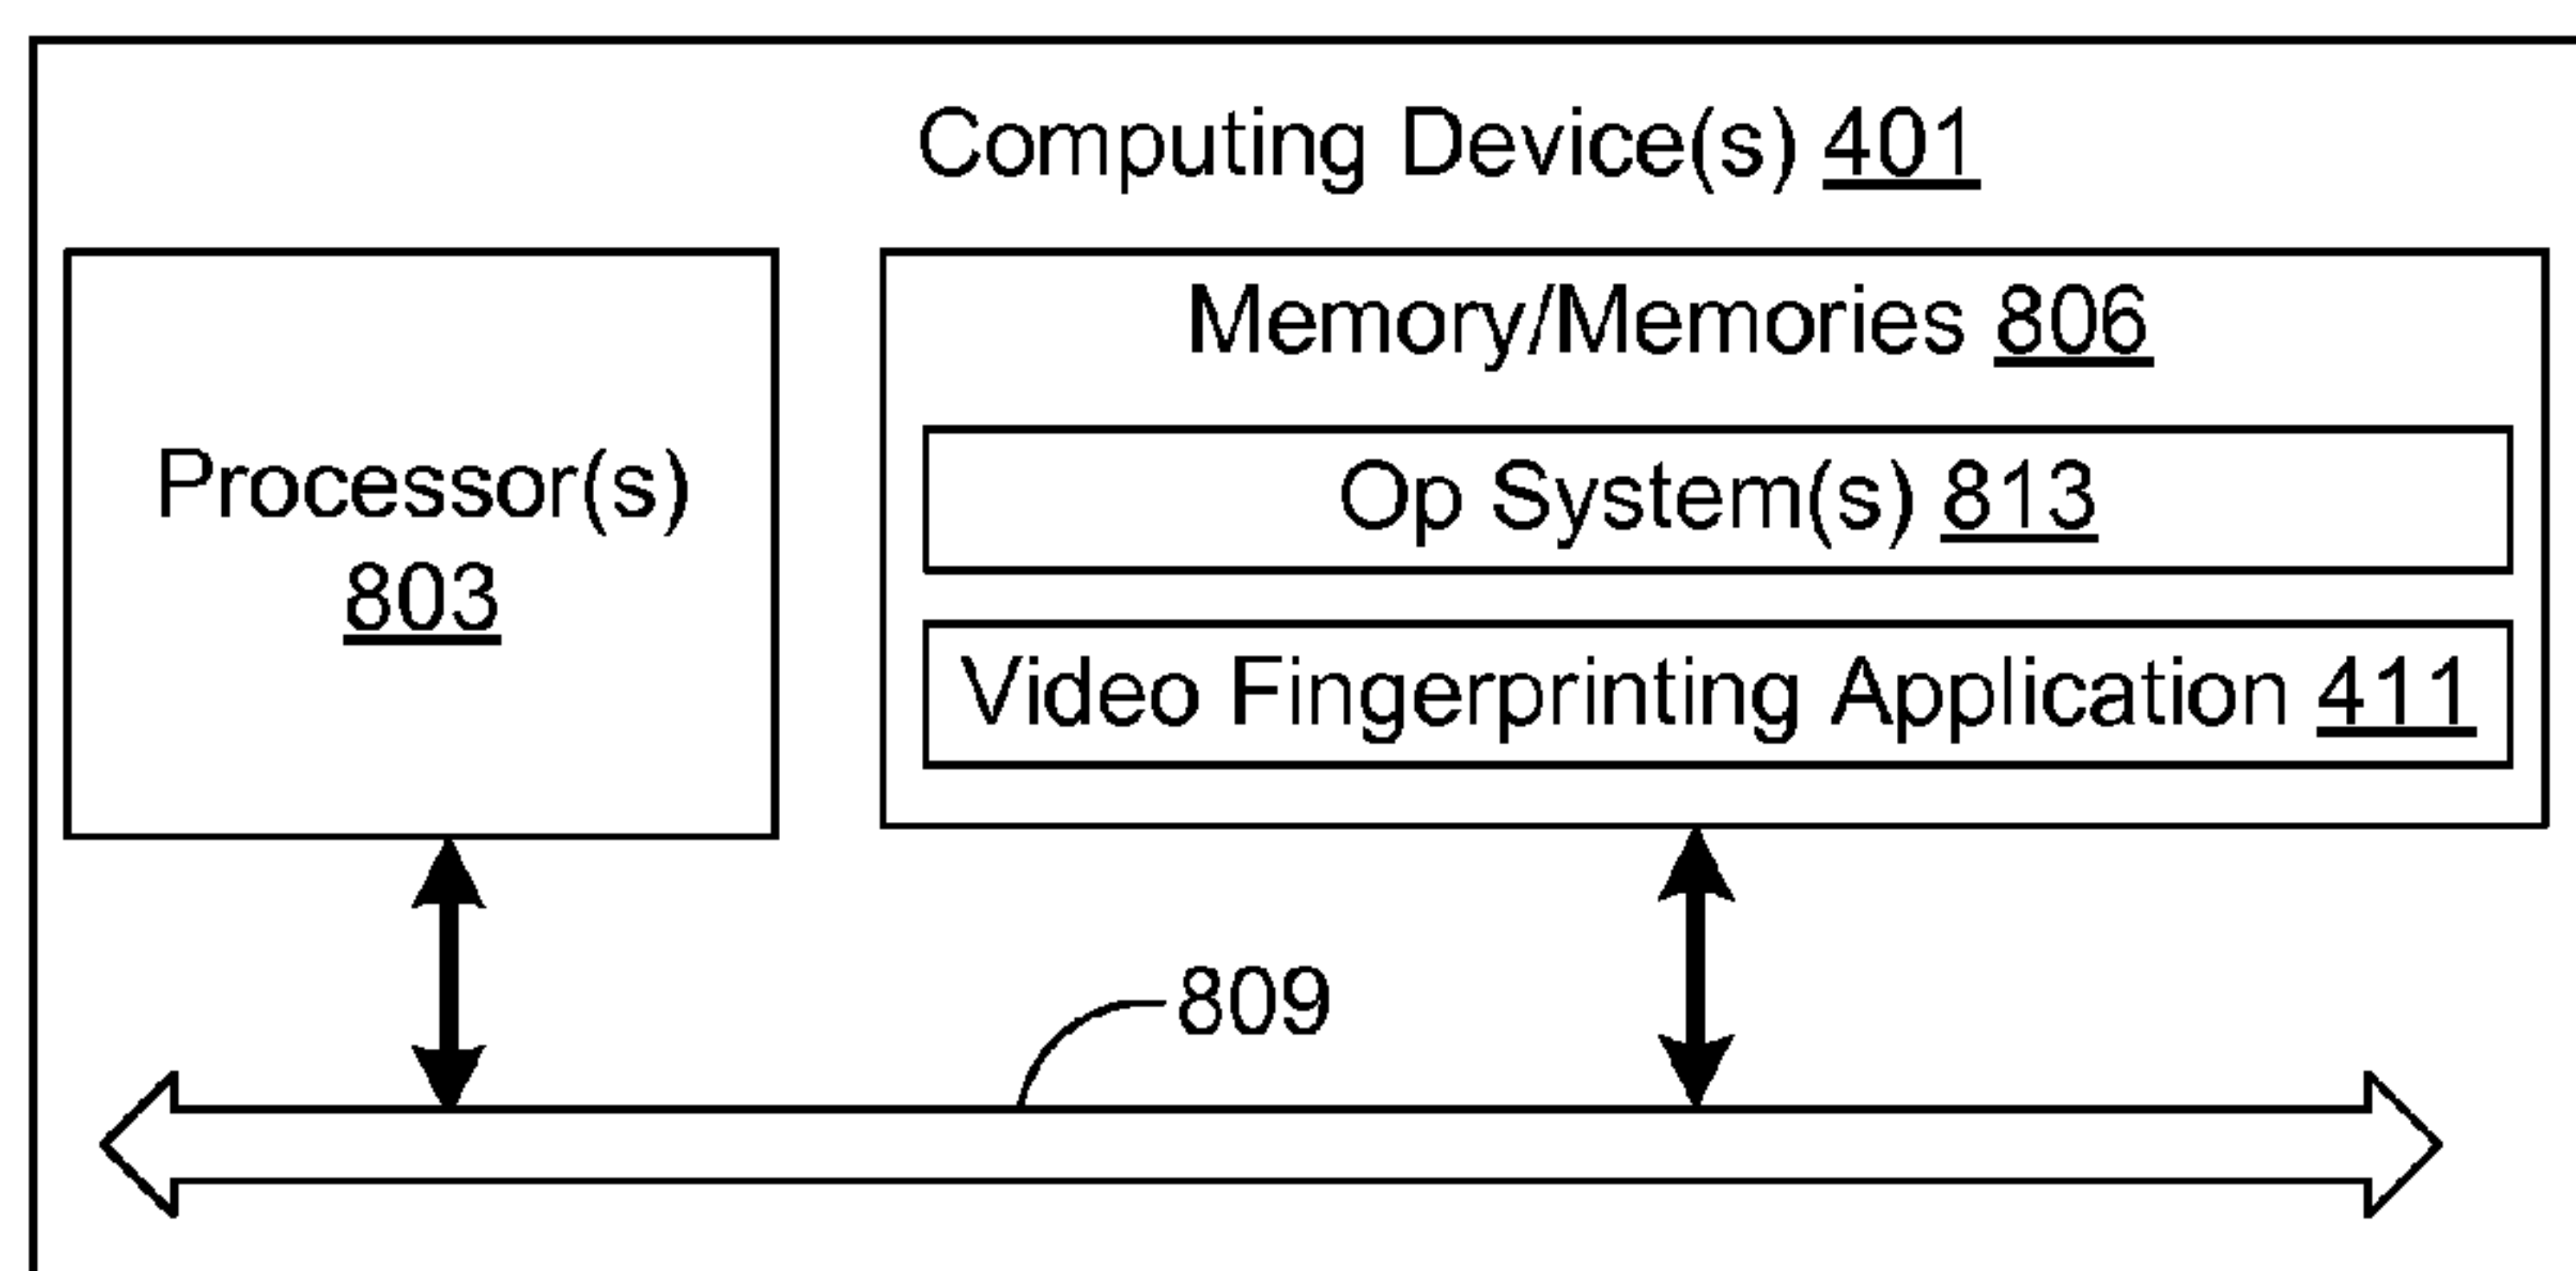 Computing Device(s) 401
Processor(s)
803
Memory/Memories 806
Op System(s) 813
Video Fingerprinting Application 411
809